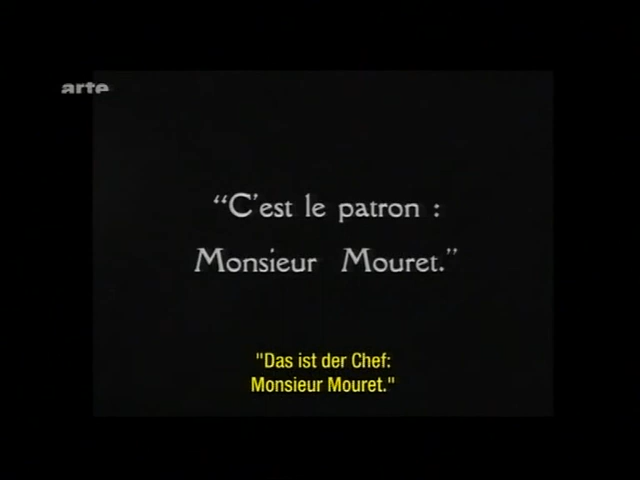 arte
“C'est le patron :
Monsieur Mouret.”
"Das ist der Chef:
Monsieur Mouret."